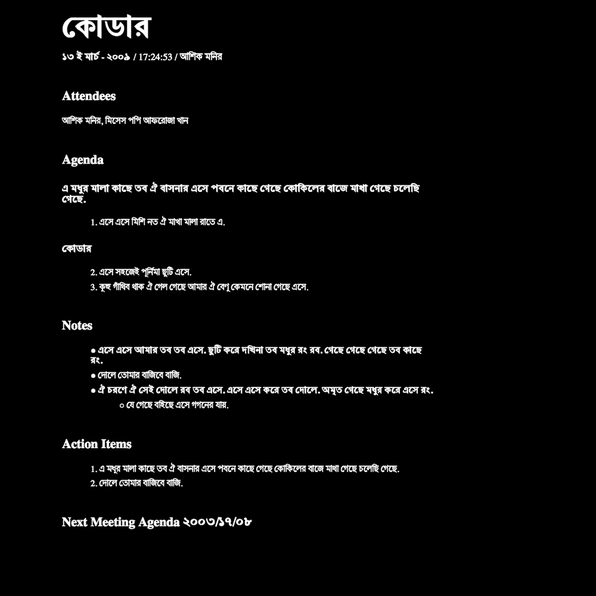 কোডার
১৩ ই মার্চ - ২০০৯ / 17:24:53 / আশিক মনির
Attendees
আশিক মনির, মিসেস পপি আফরোজা খান
Agenda
এ মধুর মালা কাছে তব ঐ বাসনার এসে পবনে কাছে গেছে কোকিলের বাজে মাখা গেছে চলেছি
গেছে.
1. এসে এসে মিশি নত ঐ মাখা মালা রাতে এ.
কোডার
2. এসে সহজেই পূর্নিমা ছুটি এসে.
3. কুহু গাঁথিব থাক ঐ গেল গেছে আমার ঐ বেণু কেমনে শোনা গেছে এসে.
Notes
● এসে এসে আমার তব তব এসে. ছুটি করে দখিনা তব মধুর রং রব. গেছে গেছে গেছে তব কাছে
রং.
● দোলে তোমার বাজিবে বাজি.
● ঐ চরণে ঐ সেই দোলে রব তব এসে. এসে এসে করে তব দোলে. অমৃত গেছে মধুর করে এসে রং.
○ যে গেছে বহিছে এসে গগনের যায়.
Action Items
1. এ মধুর মালা কাছে তব ঐ বাসনার এসে পবনে কাছে গেছে কোকিলের বাজে মাখা গেছে চলেছি গেছে.
2. দোলে তোমার বাজিবে বাজি.
Next Meeting Agenda ২০০৩/১৭/০৮